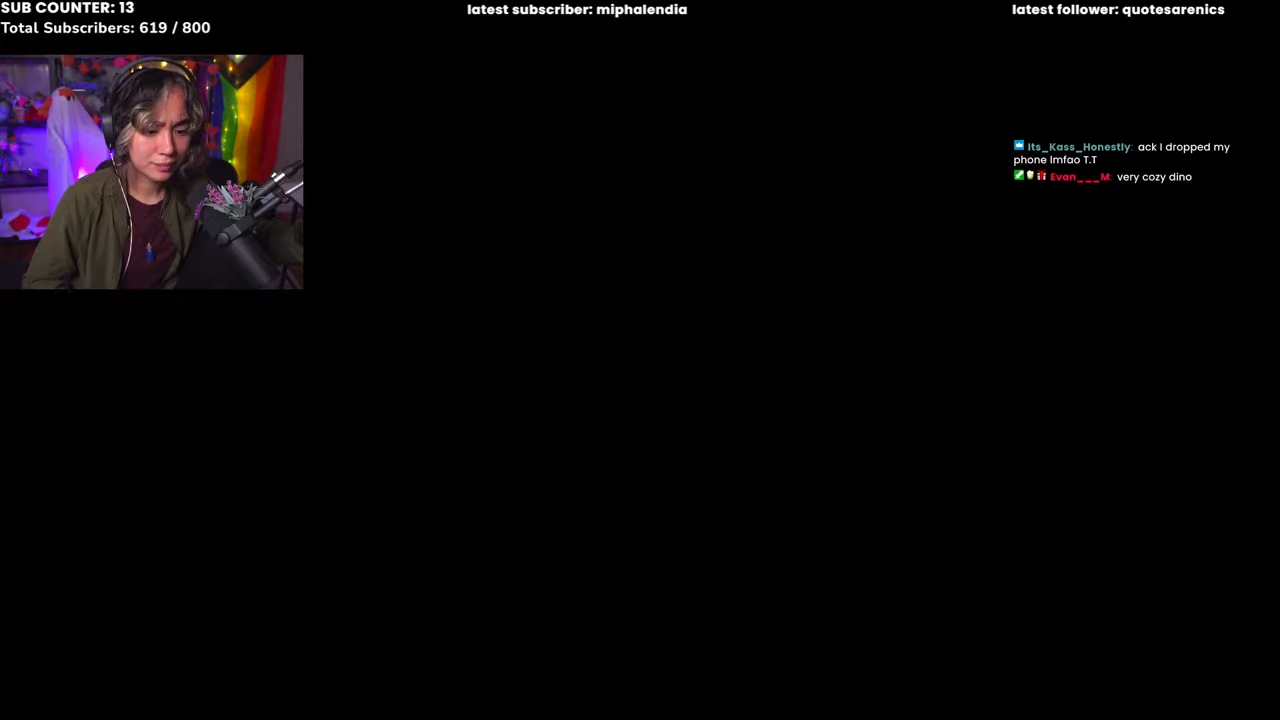 SUB COUNTER: 13
Total Subscribers: 619 / 800
latest subscriber: miphalendia
latest follower: quotesarenics
Its_Kass_Honestly: ack I dropped my
phone lmfao T.T
Evan___M: very cozy dino